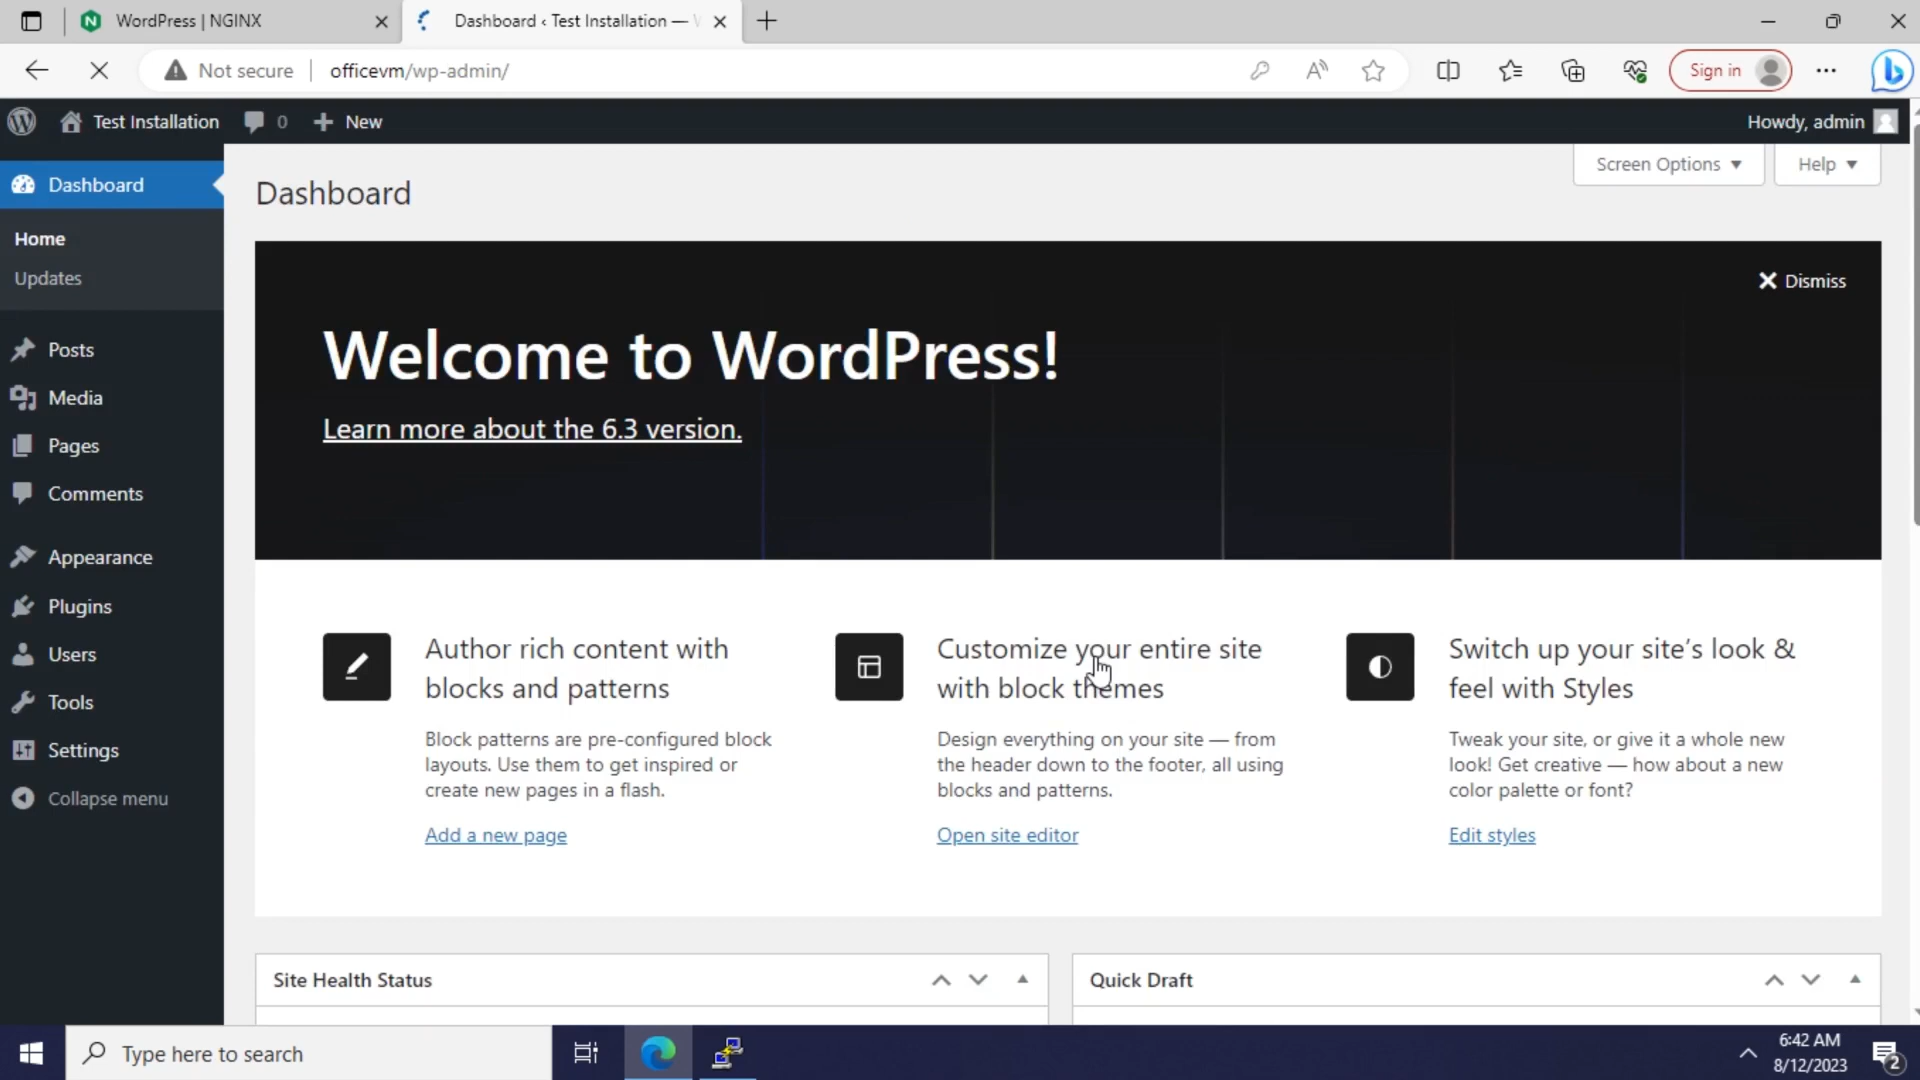 WordPress | NGINX
Dashboard ‹ Test Installation —
Not secure
officevm/wp-admin/
Sign in
Test Installation
0
New
Howdy, admin
Dashboard
Screen Options
Help
Dashboard
Home
Updates
Posts
Media
Pages
Comments
Appearance
Plugins
Users
Tools
Settings
Collapse menu
Dismiss
Welcome to WordPress!
Learn more about the 6.3 version.
Author rich content with
blocks and patterns
Block patterns are pre-configured block
layouts. Use them to get inspired or
create new pages in a flash.
Add a new page
Customize your entire site
with block themes
Design everything on your site — from
the header down to the footer, all using
blocks and patterns.
Open site editor
Switch up your site’s look &
feel with Styles
Tweak your site, or give it a whole new
look! Get creative — how about a new
color palette or font?
Edit styles
Site Health Status
Quick Draft
Type here to search
6:42 AM
8/12/2023
2